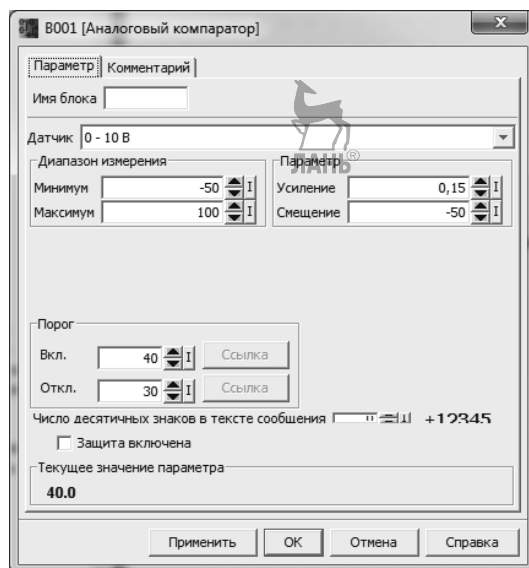 B001 [Аналоговый компаратор]
Параметр Комментарий
Имя блока
Датчик 0 - 10 В
Диапазон измерения Параметр
ЛАНЬ®
Минимум -50 I Усиление 0,15 I
Максимум 100 I Смещение -50 I
Порог
Вкл. 40 I Ссылка
Откл. 30 I Ссылка
Число десятичных знаков в тексте сообщения 0 +12345
Защита включена
Текущее значение параметра
40.0
Применить ОК Отмена Справка